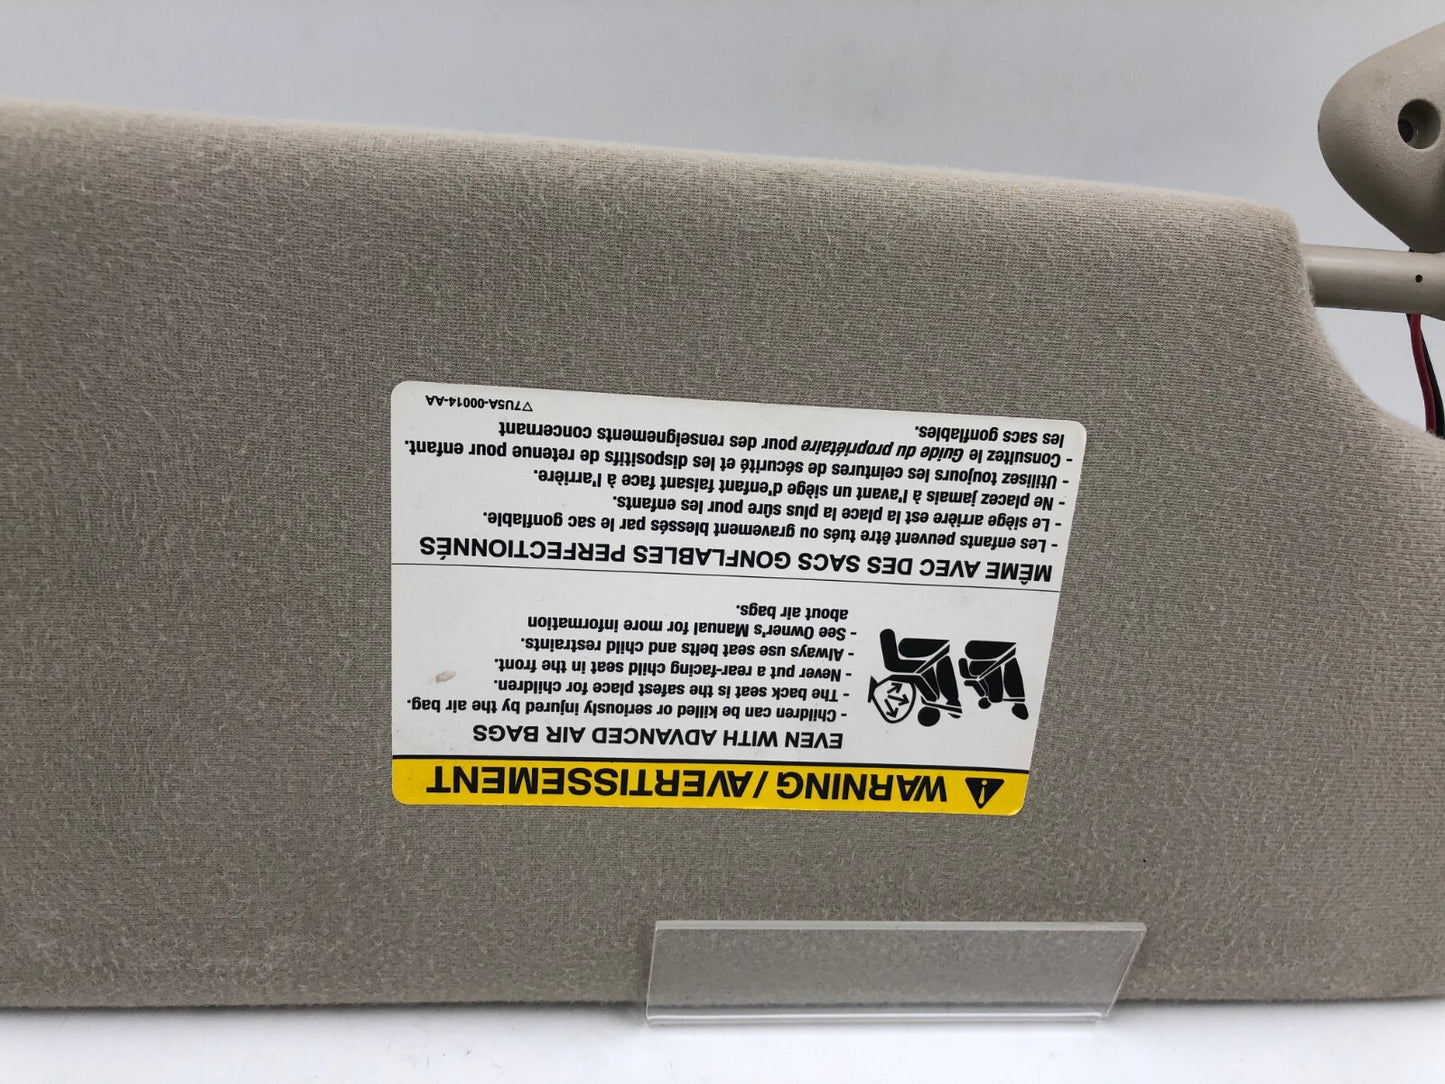 WARNING / AVERTISSEMENT
EVEN WITH ADVANCED AIR BAGS
- Children can be killed or seriously injured by the air bag.
- The back seat is the safest place for children.
- Never put a rear-facing child seat in the front.
- Always use seat belts and child restraints.
- See Owner's Manual for more information
about air bags.
MÊME AVEC DES SACS GONFLABLES PERFECTIONNÉS
- Les enfants peuvent être tués ou gravement blessés par le sac gonflable.
- Le siège arrière est la place la plus sûre pour les enfants.
- Ne placez jamais à l'avant un siège d'enfant faisant face à l'arrière.
- Utilisez toujours les ceintures de sécurité et les dispositifs de retenue pour enfant.
- Consultez le Guide du propriétaire pour des renseignements concernant
les sacs gonflables.
7U5A-00014-AA